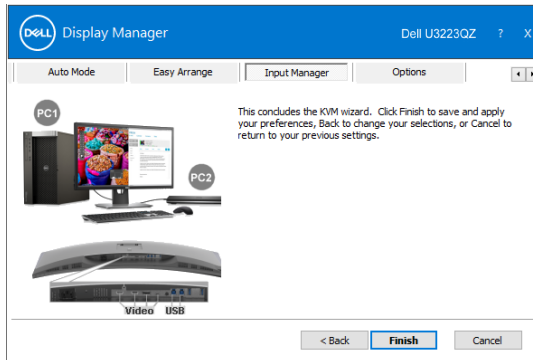 DELL Display Manager
Dell U3223QZ ? X
Auto Mode Easy Arrange Input Manager Options
PC1
PC2
Video USB
This concludes the KVM wizard. Click Finish to save and apply
your preferences, Back to change your selections, or Cancel to
return to your previous settings.
< Back Finish Cancel